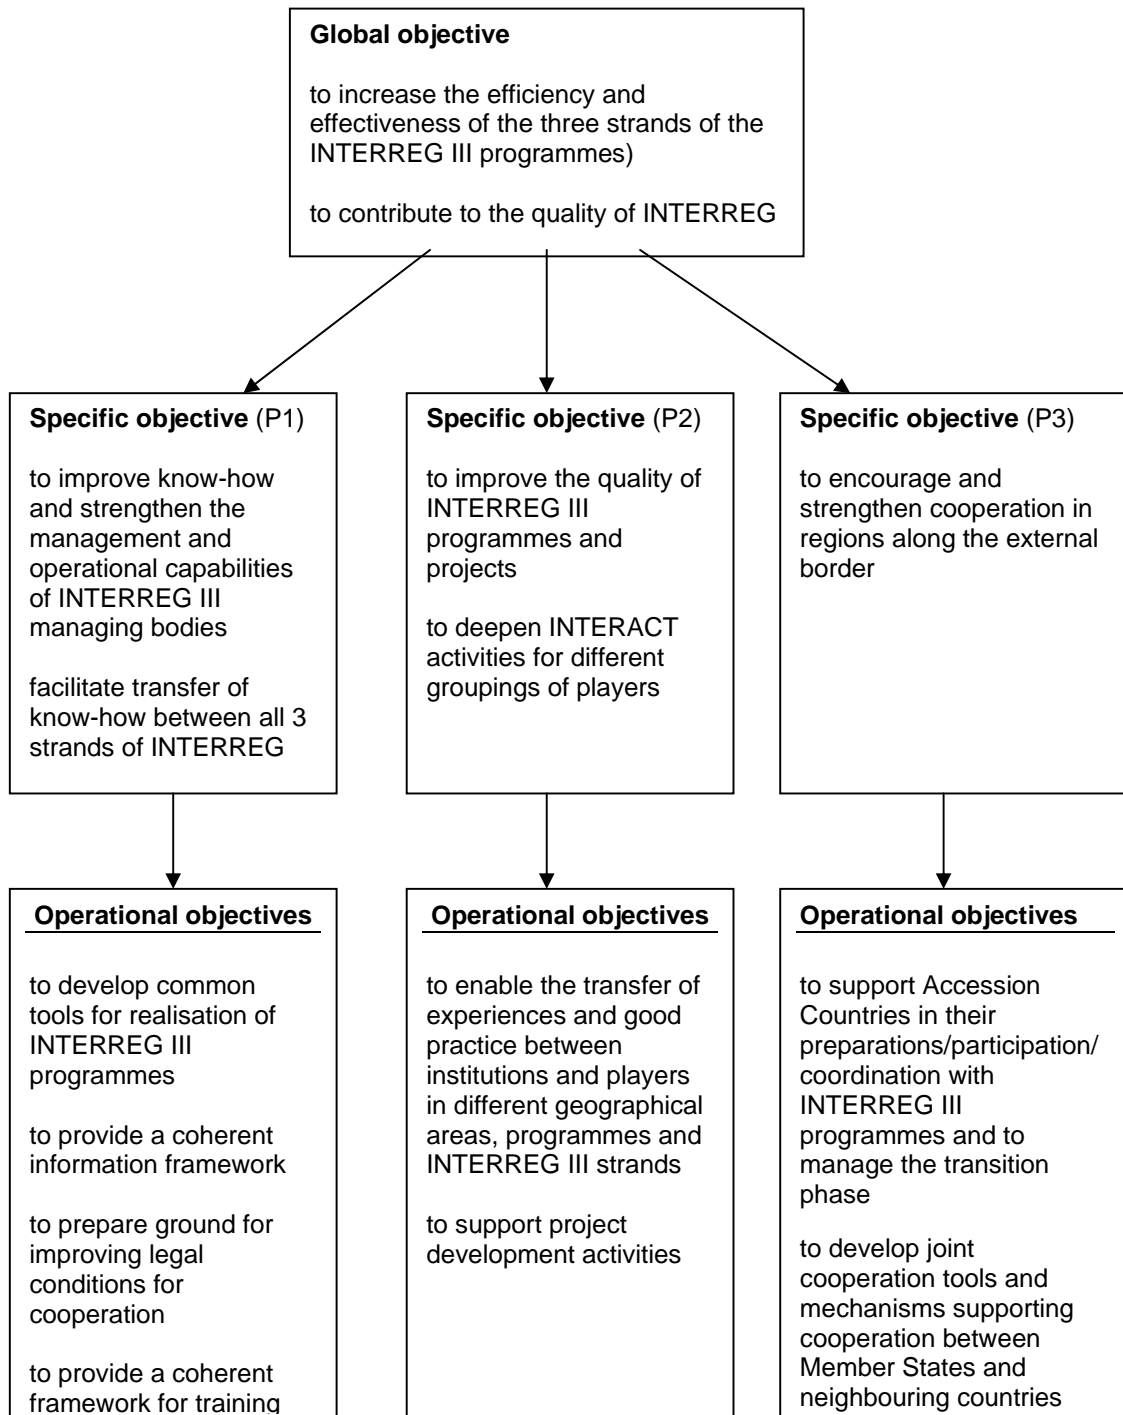 Global objective
to increase the efficiency and
effectiveness of the three strands of the
INTERREG III programmes)
to contribute to the quality of INTERREG
Specific objective (P1)
to improve know-how
and strengthen the
management and
operational capabilities
of INTERREG III
managing bodies
facilitate transfer of
know-how between all 3
strands of INTERREG
Specific objective (P2)
to improve the quality of
INTERREG III
programmes and
projects
to deepen INTERACT
activities for different
groupings of players
Specific objective (P3)
to encourage and
strengthen cooperation in
regions along the external
border
Operational objectives
to develop common
tools for realisation of
INTERREG III
programmes
to provide a coherent
information framework
to prepare ground for
improving legal
conditions for
cooperation
to provide a coherent
framework for training
Operational objectives
to enable the transfer of
experiences and good
practice between
institutions and players
in different geographical
areas, programmes and
INTERREG III strands
to support project
development activities
Operational objectives
to support Accession
Countries in their
preparations/participation/
coordination with
INTERREG III
programmes and to
manage the transition
phase
to develop joint
cooperation tools and
mechanisms supporting
cooperation between
Member States and
neighbouring countries